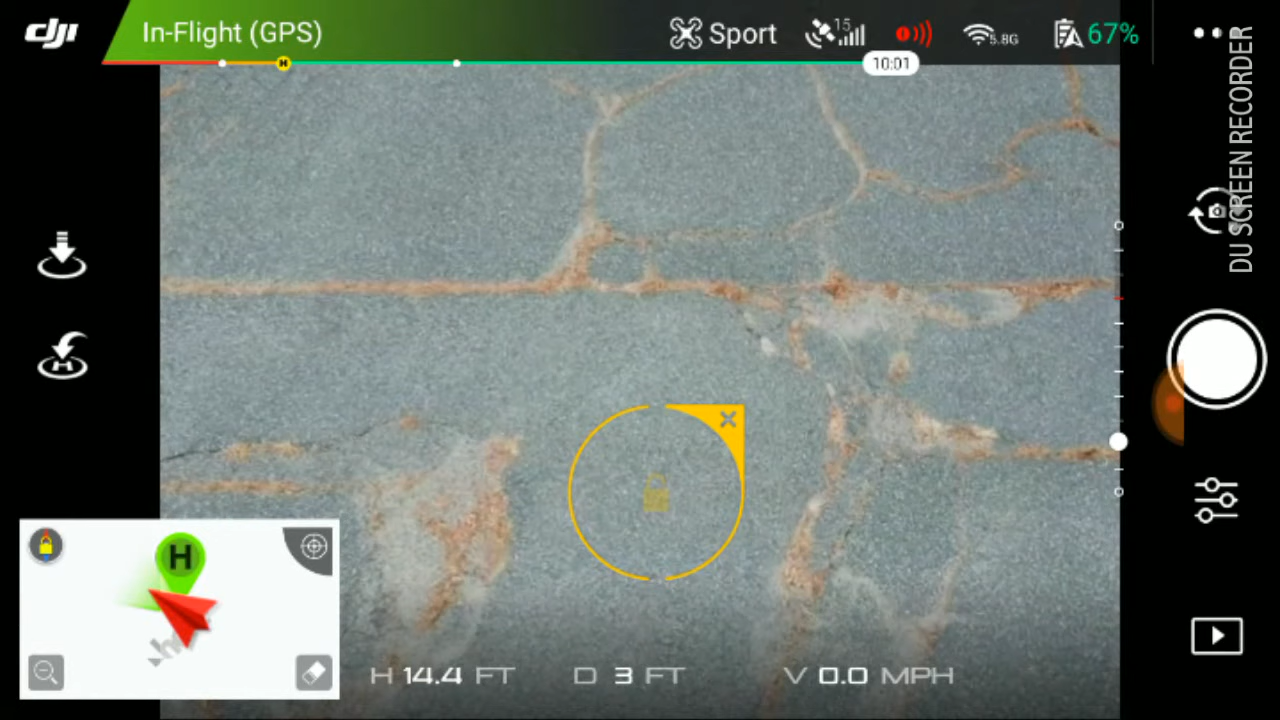 dji In-Flight (GPS) Sport 15 5.8G 67%
H 10:01
DU SCREEN RECORDER
H
H
H 14.4 FT D 3 FT V 0.0 MPH